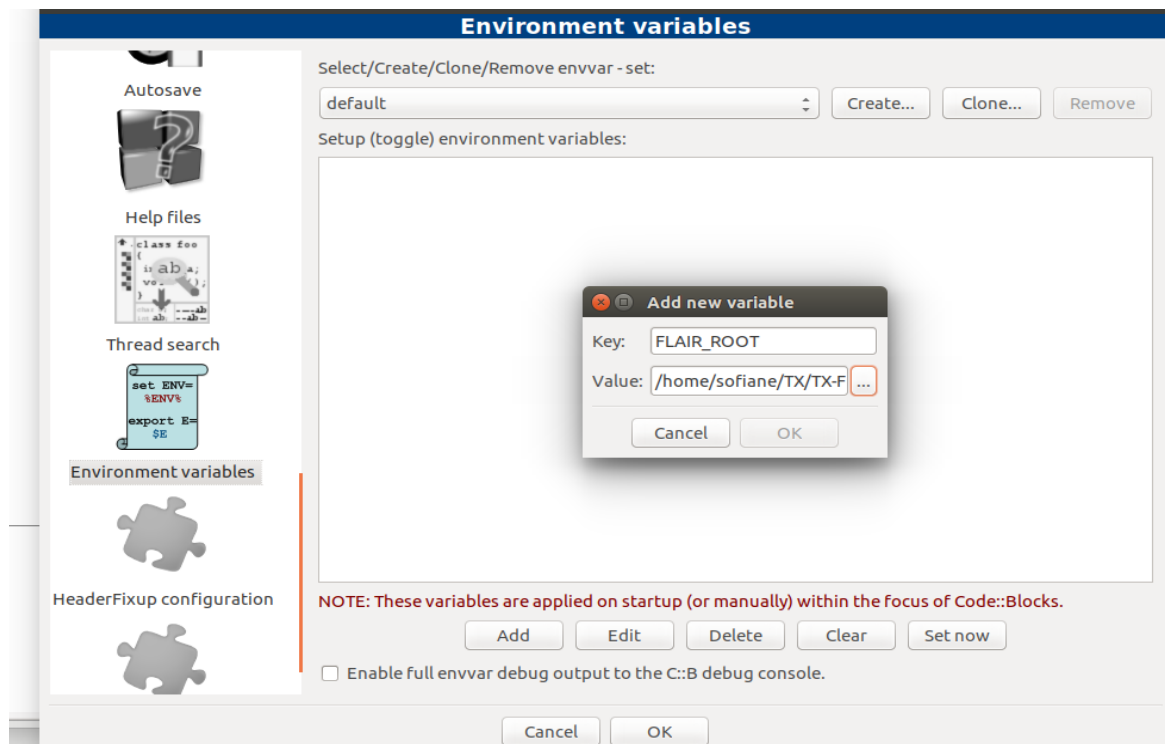 Environment variables
Autosave
Help files
class foo
ab
Thread search
set ENV=
%ENV%
export E=
$E
Environment variables
HeaderFixup configuration
Select/Create/Clone/Remove envvar - set:
default
Create...
Clone...
Remove
Setup (toggle) environment variables:
Add new variable
Key:
FLAIR_ROOT
Value:
/home/sofiane/TX/TX-F
...
Cancel
OK
NOTE: These variables are applied on startup (or manually) within the focus of Code::Blocks.
Add
Edit
Delete
Clear
Set now
Enable full envvar debug output to the C::B debug console.
Cancel
OK